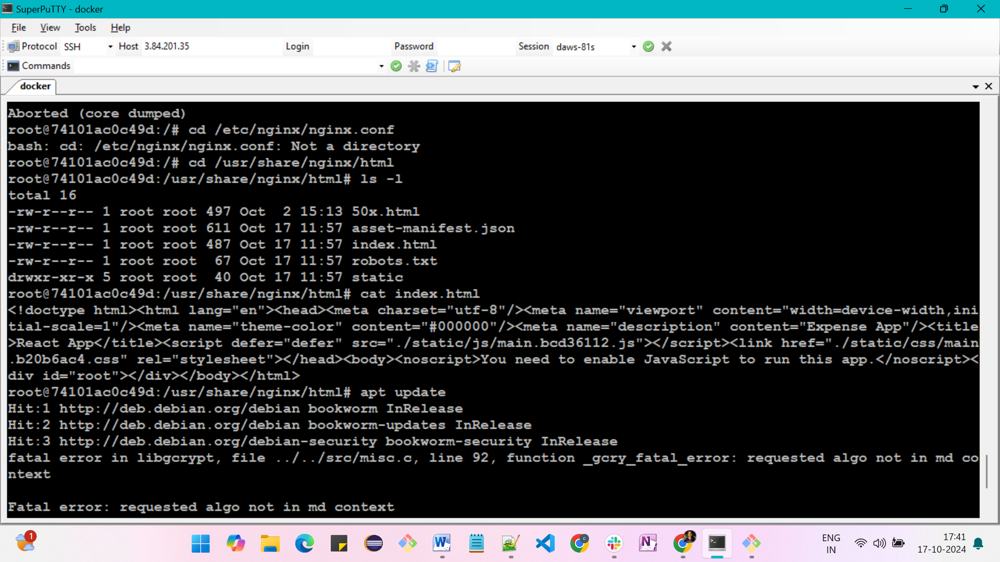 SuperPuTTY - docker
File View Tools Help
Protocol SSH Host 3.84.201.35 Login Password Session daws-81s
Commands
docker
Aborted (core dumped)
root@74101ac0c49d:/# cd /etc/nginx/nginx.conf
bash: cd: /etc/nginx/nginx.conf: Not a directory
root@74101ac0c49d:/# cd /usr/share/nginx/html
root@74101ac0c49d:/usr/share/nginx/html# ls -l
total 16
-rw-r--r-- 1 root root 497 Oct  2 15:13 50x.html
-rw-r--r-- 1 root root 611 Oct 17 11:57 asset-manifest.json
-rw-r--r-- 1 root root 487 Oct 17 11:57 index.html
-rw-r--r-- 1 root root  67 Oct 17 11:57 robots.txt
drwxr-xr-x 5 root root  40 Oct 17 11:57 static
root@74101ac0c49d:/usr/share/nginx/html# cat index.html
<!doctype html><html lang="en"><head><meta charset="utf-8"/><meta name="viewport" content="width=device-width,ini
tial-scale=1"/><meta name="theme-color" content="#000000"/><meta name="description" content="Expense App"/><title
>React App</title><script defer="defer" src="./static/js/main.bcd36112.js"></script><link href="./static/css/main
.b20b6ac4.css" rel="stylesheet"></head><body><noscript>You need to enable JavaScript to run this app.</noscript><
div id="root"></div></body></html>
root@74101ac0c49d:/usr/share/nginx/html# apt update
Hit:1 http://deb.debian.org/debian bookworm InRelease
Hit:2 http://deb.debian.org/debian bookworm-updates InRelease
Hit:3 http://deb.debian.org/debian-security bookworm-security InRelease
fatal error in libgcrypt, file ../../src/misc.c, line 92, function _gcry_fatal_error: requested algo not in md co
ntext
Fatal error: requested algo not in md context
1
ENG
IN
17:41
17-10-2024